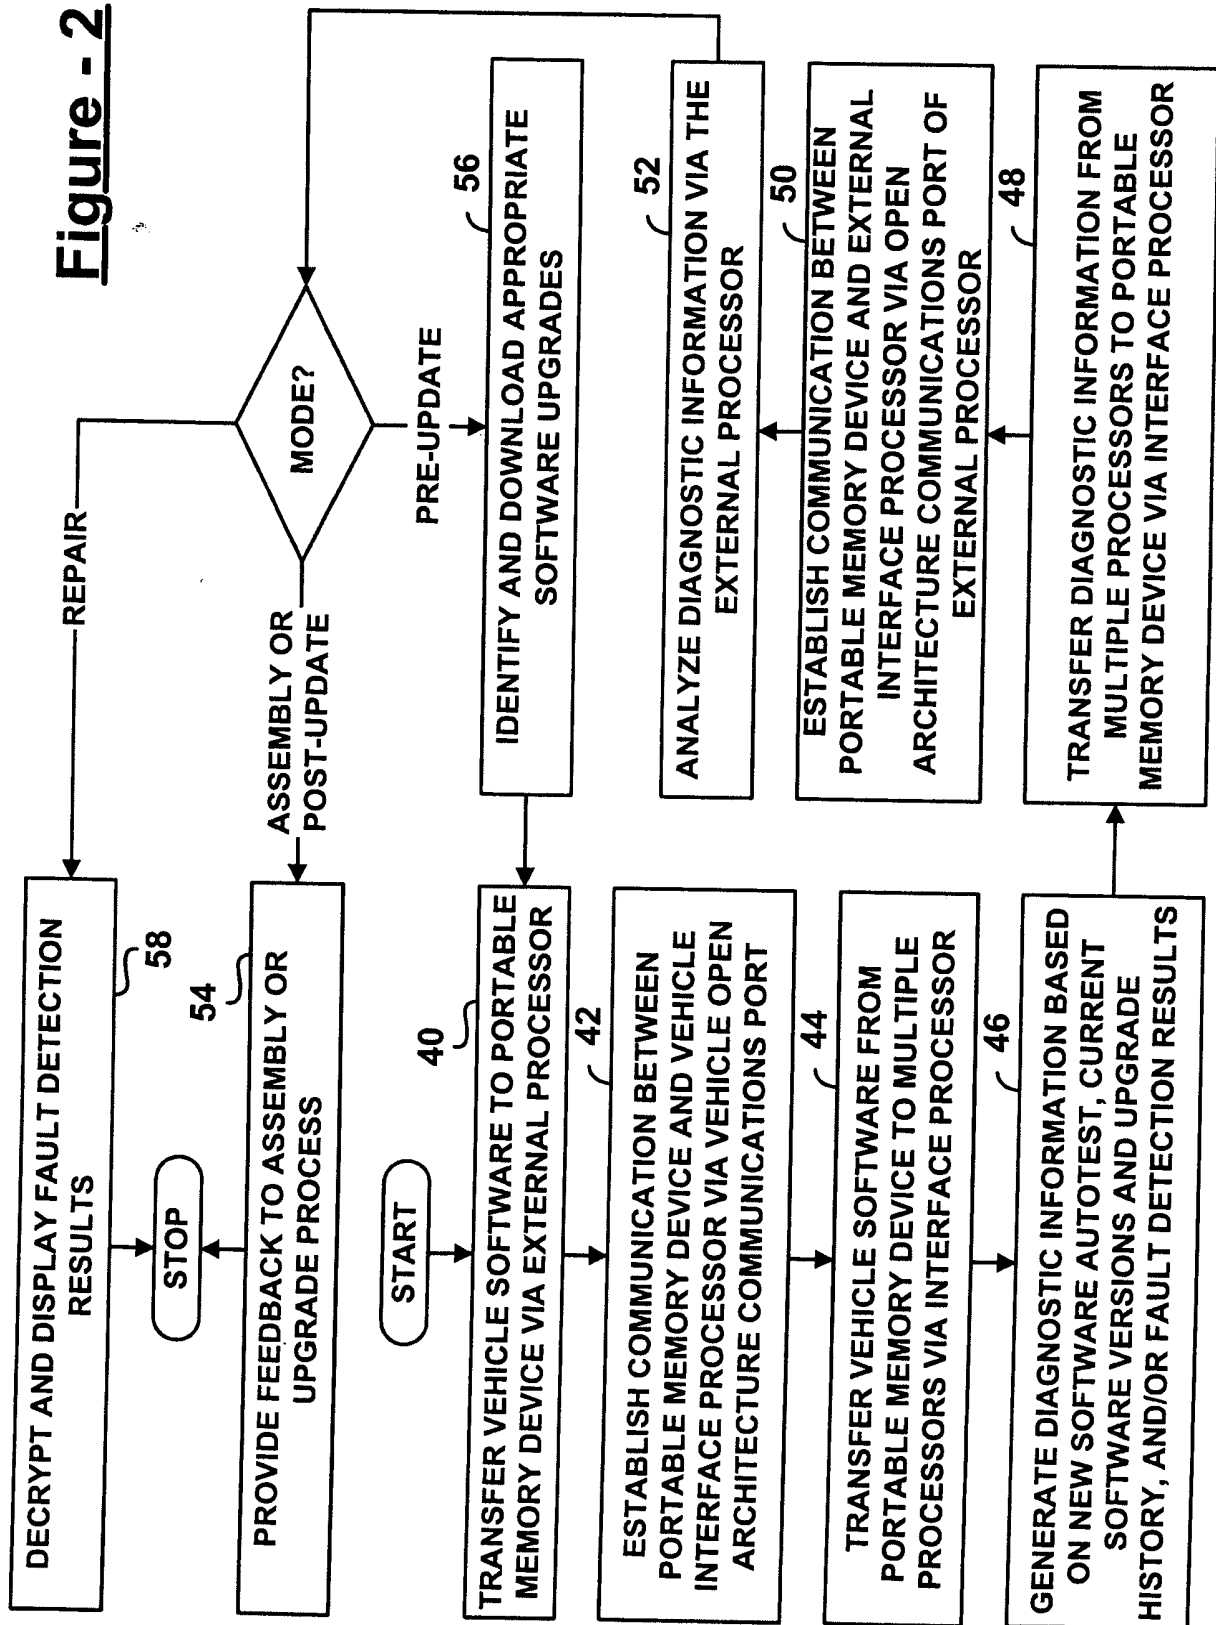 Figure - 2
DECRYPT AND DISPLAY FAULT DETECTION
RESULTS
58
STOP
PROVIDE FEEDBACK TO ASSEMBLY OR
UPGRADE PROCESS
54
REPAIR
ASSEMBLY OR
POST-UPDATE
MODE?
PRE-UPDATE
START
TRANSFER VEHICLE SOFTWARE TO PORTABLE
MEMORY DEVICE VIA EXTERNAL PROCESSOR
40
IDENTIFY AND DOWNLOAD APPROPRIATE
SOFTWARE UPGRADES
56
ESTABLISH COMMUNICATION BETWEEN
PORTABLE MEMORY DEVICE AND VEHICLE
INTERFACE PROCESSOR VIA VEHICLE OPEN
ARCHITECTURE COMMUNICATIONS PORT
42
ANALYZE DIAGNOSTIC INFORMATION VIA THE
EXTERNAL PROCESSOR
52
TRANSFER VEHICLE SOFTWARE FROM
PORTABLE MEMORY DEVICE TO MULTIPLE
PROCESSORS VIA INTERFACE PROCESSOR
44
ESTABLISH COMMUNICATION BETWEEN
PORTABLE MEMORY DEVICE AND EXTERNAL
INTERFACE PROCESSOR VIA OPEN
ARCHITECTURE COMMUNICATIONS PORT OF
EXTERNAL PROCESSOR
50
GENERATE DIAGNOSTIC INFORMATION BASED
ON NEW SOFTWARE AUTOTEST, CURRENT
SOFTWARE VERSIONS AND UPGRADE
HISTORY, AND/OR FAULT DETECTION RESULTS
46
TRANSFER DIAGNOSTIC INFORMATION FROM
MULTIPLE PROCESSORS TO PORTABLE
MEMORY DEVICE VIA INTERFACE PROCESSOR
48